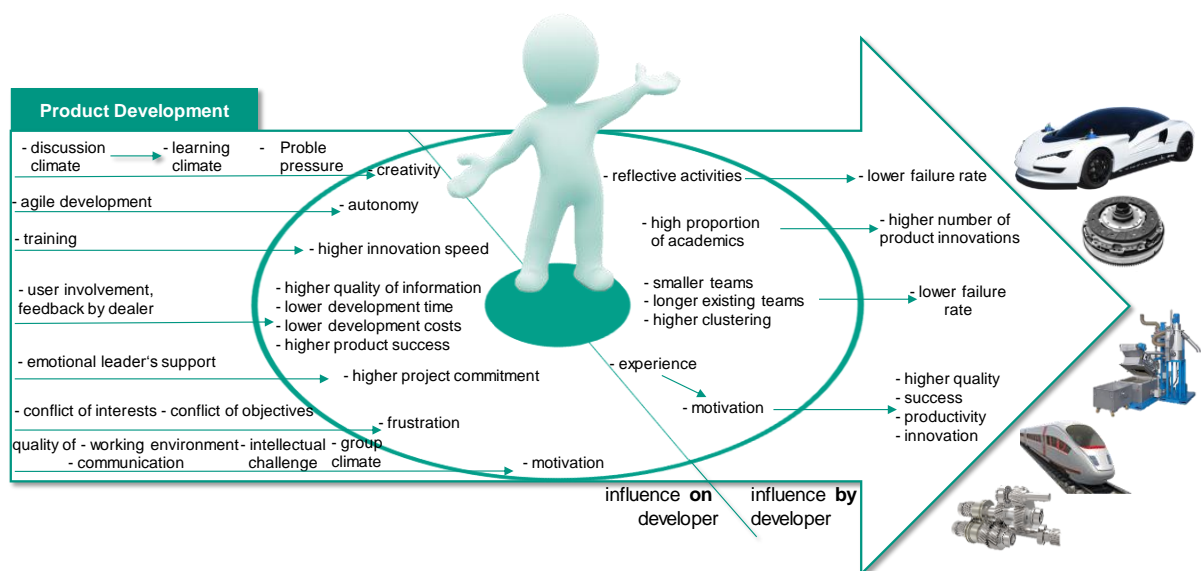 Product Development
- discussion
climate
- learning
climate
- Proble
pressure
- creativity
- agile development
- autonomy
- training
- higher innovation speed
- user involvement,
feedback by dealer
- higher quality of information
- lower development time
- lower development costs
- higher product success
- emotional leader‘s support
- higher project commitment
- conflict of interests - conflict of objectives
- frustration
quality of - working environment
- communication
- intellectual
challenge
- group
climate
- motivation
- reflective activities
- lower failure rate
- high proportion
of academics
- higher number of
product innovations
- smaller teams
- longer existing teams
- higher clustering
- lower failure
rate
- experience
- motivation
- higher quality
- success
- productivity
- innovation
influence on
developer
influence by
developer